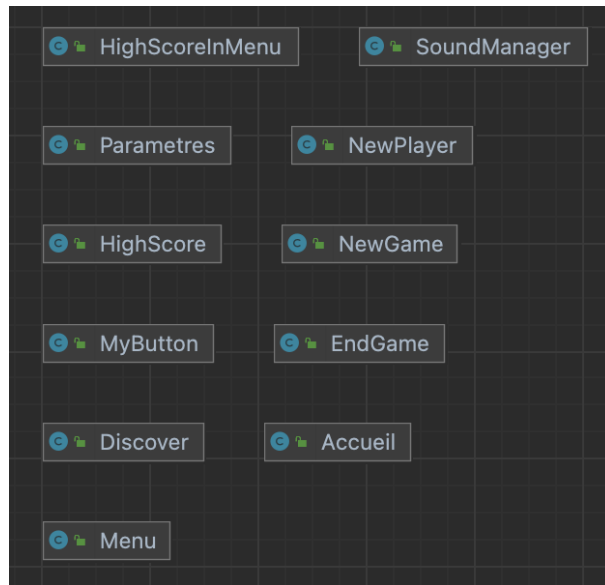 HighScoreInMenu
SoundManager
Parametres
NewPlayer
HighScore
NewGame
MyButton
EndGame
Discover
Accueil
Menu